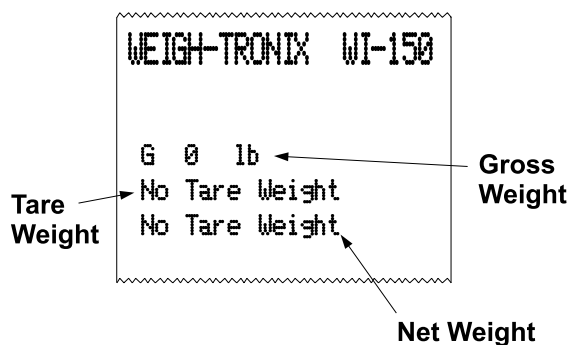 WEIGH-TRONIX WI-150
G 0 lb
Gross
Weight
No Tare Weight
Tare
Weight
No Tare Weight
Net Weight